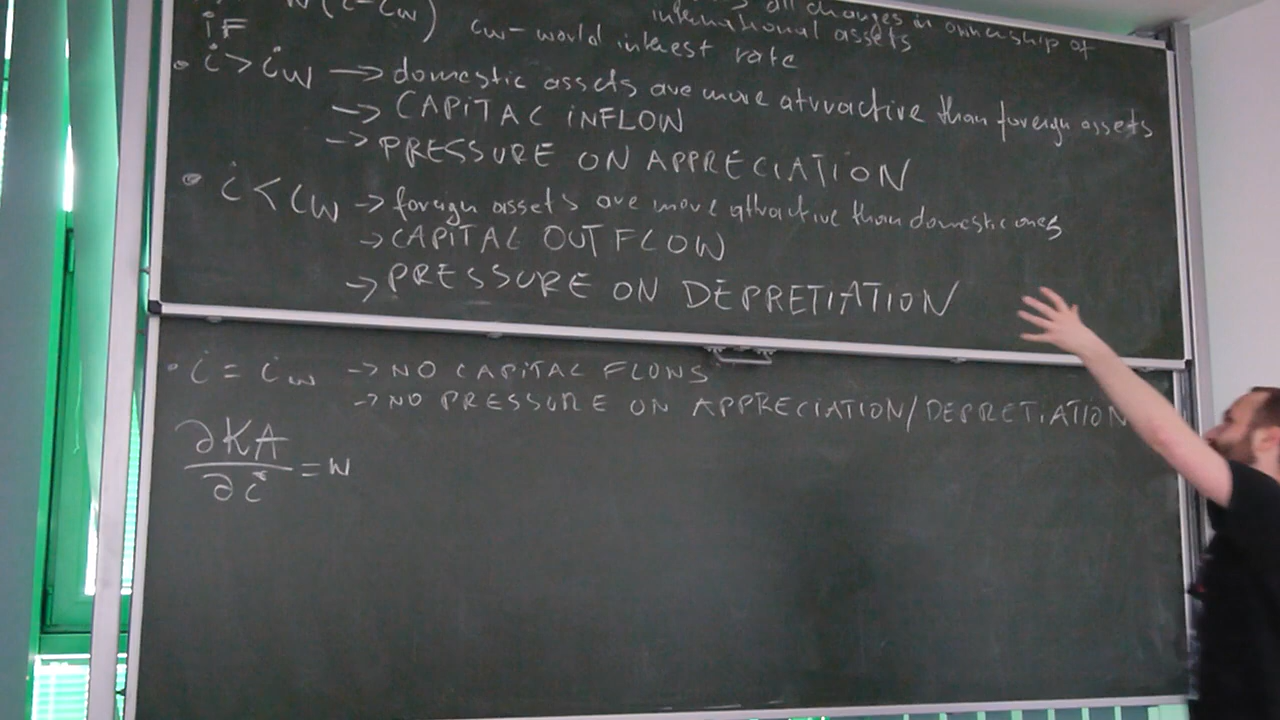 W(i-iw) iw - world interest rate
all changes in ownership of
international assets
iF
• i > iw → domestic assets are more atvractive than foreign assets
→ CAPITAL INFLOW
→ PRESSURE ON APPRECIATION
• i < iw → foreign assets are more attractive than domestic ones
→ CAPITAL OUTFLOW
→ PRESSURE ON DEPRETIATION
• i = iw → NO CAPITAL FLOWS
→ NO PRESSURE ON APPRECIATION/DEPRETIATION
∂KA/∂i = w